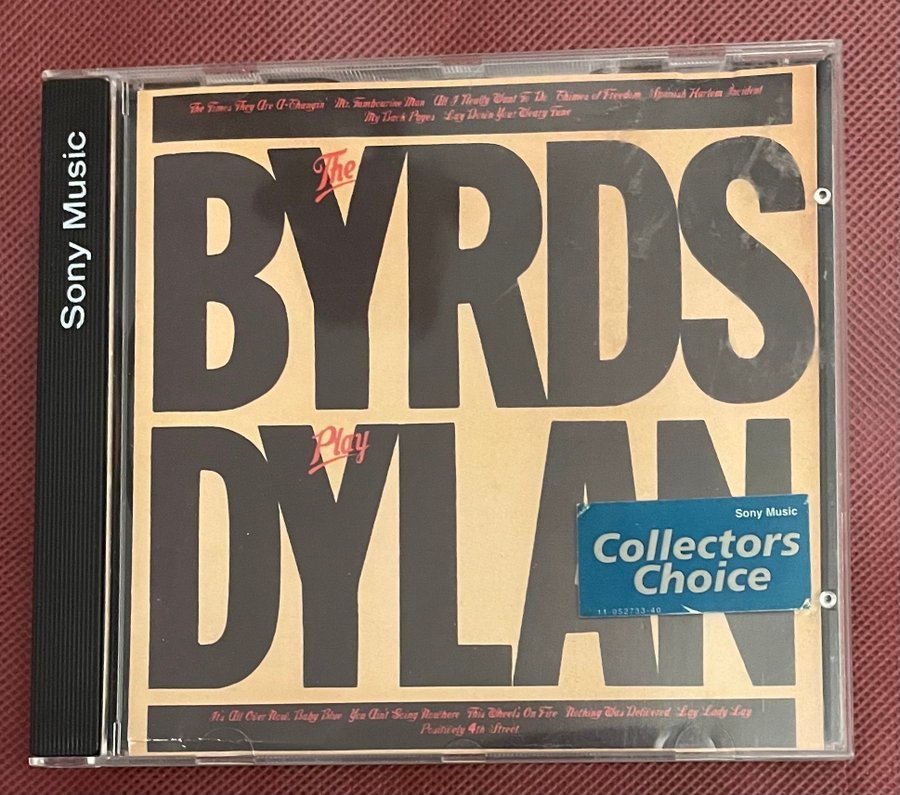 Sony Music
The Times They Are A-Changin' Mr. Tambourine Man All I Really Want To Do Chimes of Freedom Spanish Harlem Incident
My Back Pages Lay Down Your Weary Tune
The
BYRDS
Play
DYLAN
Sony Music
Collectors
Choice
11-052733-40
It's All Over Now, Baby Blue You Ain't Going Nowhere This Wheel's On Fire Nothing Was Delivered Lay Lady Lay
Positively 4th Street